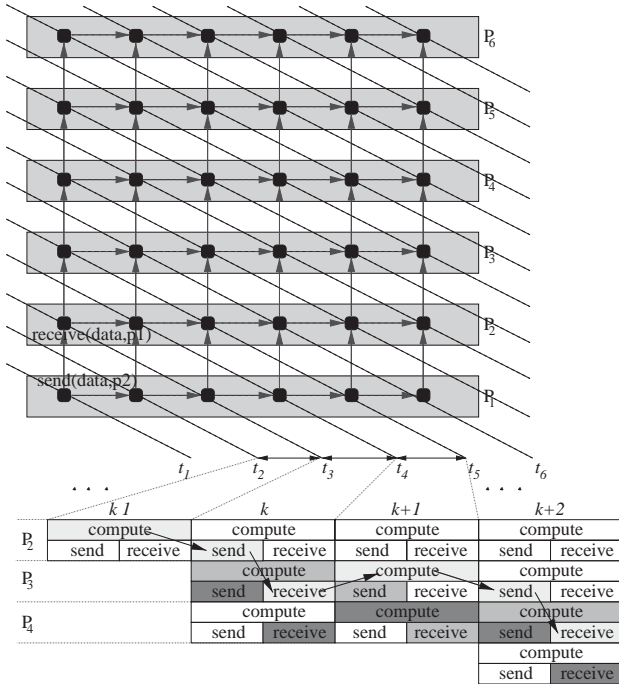 P6
P5
P4
P3
receive(data,p1) P2
send(data,p2) P1
t1 t2 t3 t4 t5 t6
. . . . . .
k 1 k k+1 k+2
P2 compute compute compute compute
send receive send receive send receive send receive
P3 compute compute compute
send receive send receive send receive
P4 compute compute compute
send receive send receive send receive
compute
send receive